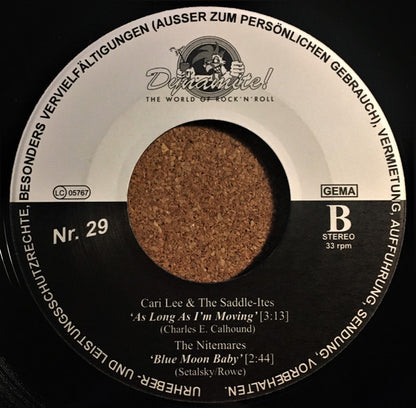 BESONDERS VERVIELFÄLTIGUNGEN (AUSSER ZUM PERSÖNLICHEN GEBRAUCH), VERMIETUNG, AUFFÜHRUNG, SENDUNG, VORBEHALTEN.
URHEBER- UND LEISTUNGSSCHUTZRECHTE,
Dynamite!
THE WORLD OF ROCK'N'ROLL
LC 05767
GEMA
Nr. 29
B
STEREO
33 rpm
Cari Lee & The Saddle-Ites
'As Long As I'm Moving' [3:13]
(Charles E. Calhound)
The Nitemares
'Blue Moon Baby' [2:44]
(Setalsky/Rowe)